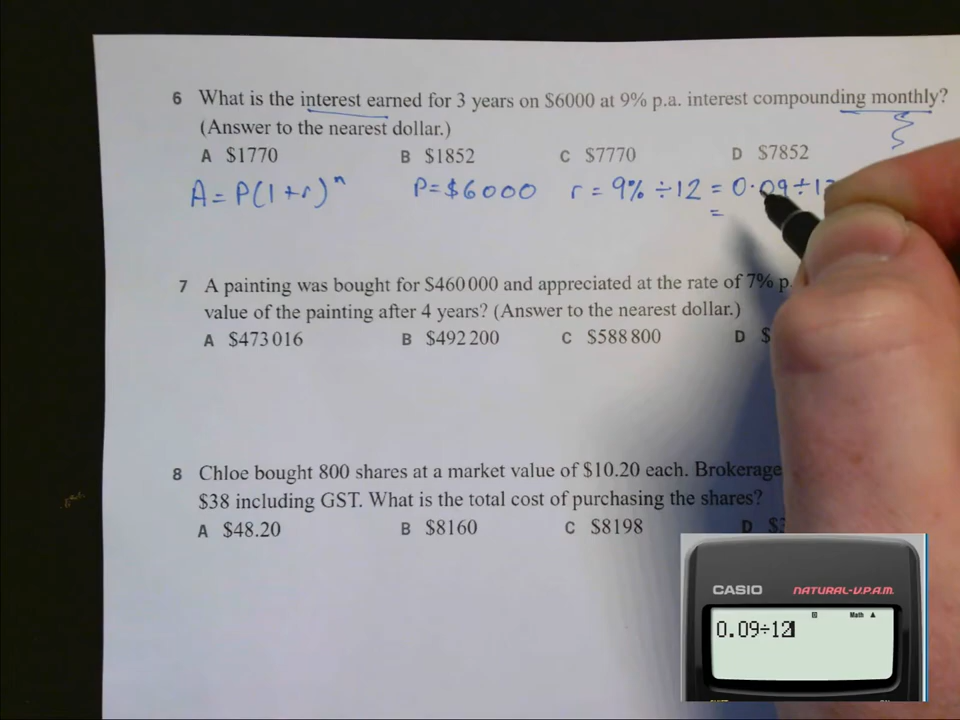 6 What is the interest earned for 3 years on $6000 at 9% p.a. interest compounding monthly?
(Answer to the nearest dollar.)
A $1770 B $1852 C $7770 D $7852
A = P(1+r)ⁿ P = $6000 r = 9% ÷ 12 = 0.09 ÷ 12
=
7 A painting was bought for $460 000 and appreciated at the rate of 7% p.
value of the painting after 4 years? (Answer to the nearest dollar.)
A $473 016 B $492 200 C $588 800 D $
8 Chloe bought 800 shares at a market value of $10.20 each. Brokerage
$38 including GST. What is the total cost of purchasing the shares?
A $48.20 B $8160 C $8198 D $
CASIO NATURAL-V.P.A.M.
D Math ▲
0.09÷12